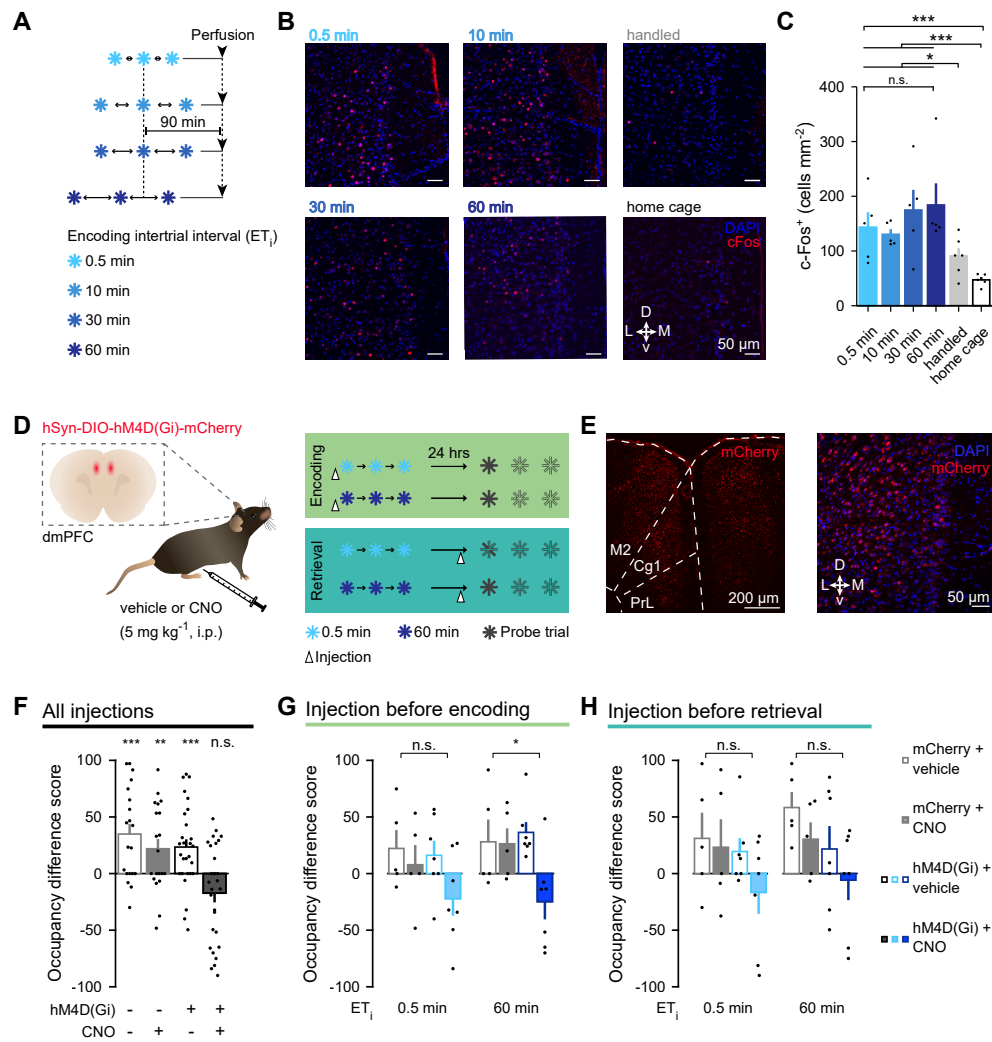 A
Perfusion
90 min
Encoding intertrial interval (ETi)
0.5 min
10 min
30 min
60 min
B
0.5 min
10 min
handled
30 min
60 min
home cage
DAPI
cFos
D
L M
v
50 µm
C
***
***
*
n.s.
c-Fos+ (cells mm-2)
400
300
200
100
0
0.5 min
10 min
30 min
60 min
handled
home cage
D
hSyn-DIO-hM4D(Gi)-mCherry
dmPFC
vehicle or CNO
(5 mg kg-1, i.p.)
Encoding
24 hrs
Retrieval
0.5 min 60 min Probe trial
Injection
E
mCherry
M2
Cg1
PrL
200 µm
DAPI
mCherry
D
L M
v
50 µm
F
All injections
*** ** *** n.s.
Occupancy difference score
100
50
0
-50
-100
hM4D(Gi) - - + +
CNO - + - +
G
Injection before encoding
n.s. *
Occupancy difference score
100
50
0
-50
-100
ETi 0.5 min 60 min
H
Injection before retrieval
n.s. n.s.
Occupancy difference score
100
50
0
-50
-100
ETi 0.5 min 60 min
mCherry +
vehicle
mCherry +
CNO
hM4D(Gi) +
vehicle
hM4D(Gi) +
CNO